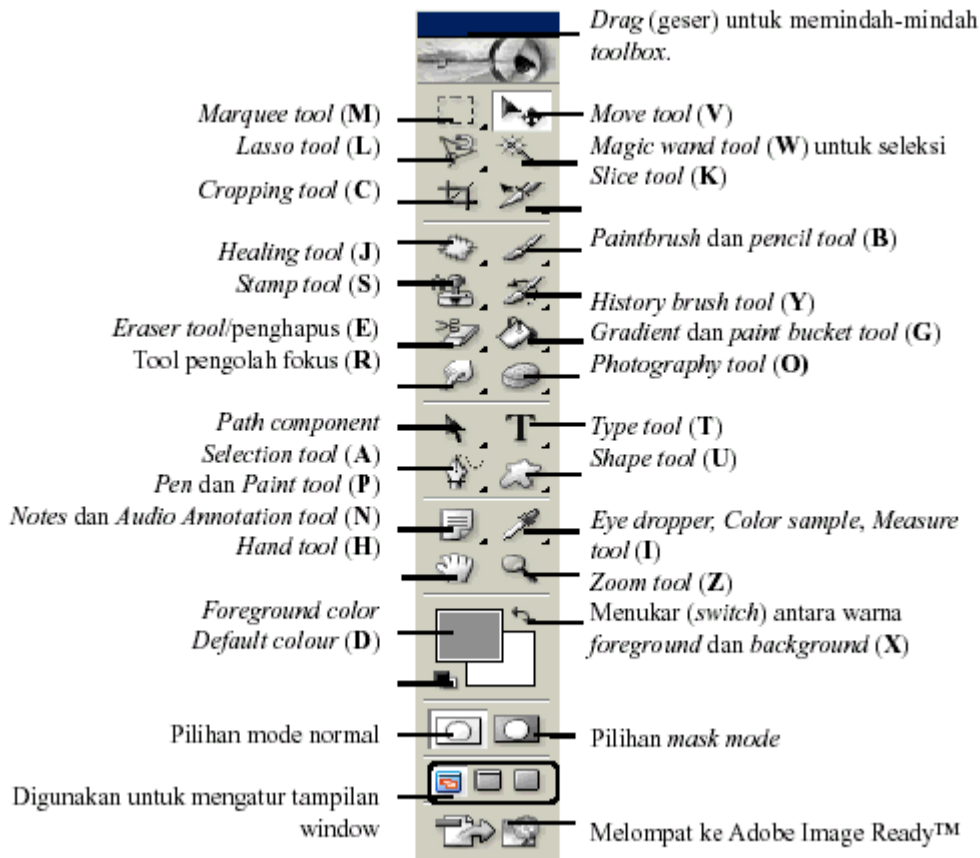 Drag (geser) untuk memindah-mindah
toolbox.
Marquee tool (M)
Lasso tool (L)
Cropping tool (C)
Move tool (V)
Magic wand tool (W) untuk seleksi
Slice tool (K)
Healing tool (J)
Stamp tool (S)
Eraser tool/penghapus (E)
Tool pengolah fokus (R)
Paintbrush dan pencil tool (B)
History brush tool (Y)
Gradient dan paint bucket tool (G)
Photography tool (O)
Path component
Selection tool (A)
Pen dan Paint tool (P)
Type tool (T)
Shape tool (U)
Notes dan Audio Annotation tool (N)
Hand tool (H)
Eye dropper, Color sample, Measure
tool (I)
Zoom tool (Z)
Foreground color
Default colour (D)
Menukar (switch) antara warna
foreground dan background (X)
Pilihan mode normal
Pilihan mask mode
Digunakan untuk mengatur tampilan
window
Melompat ke Adobe Image Ready™